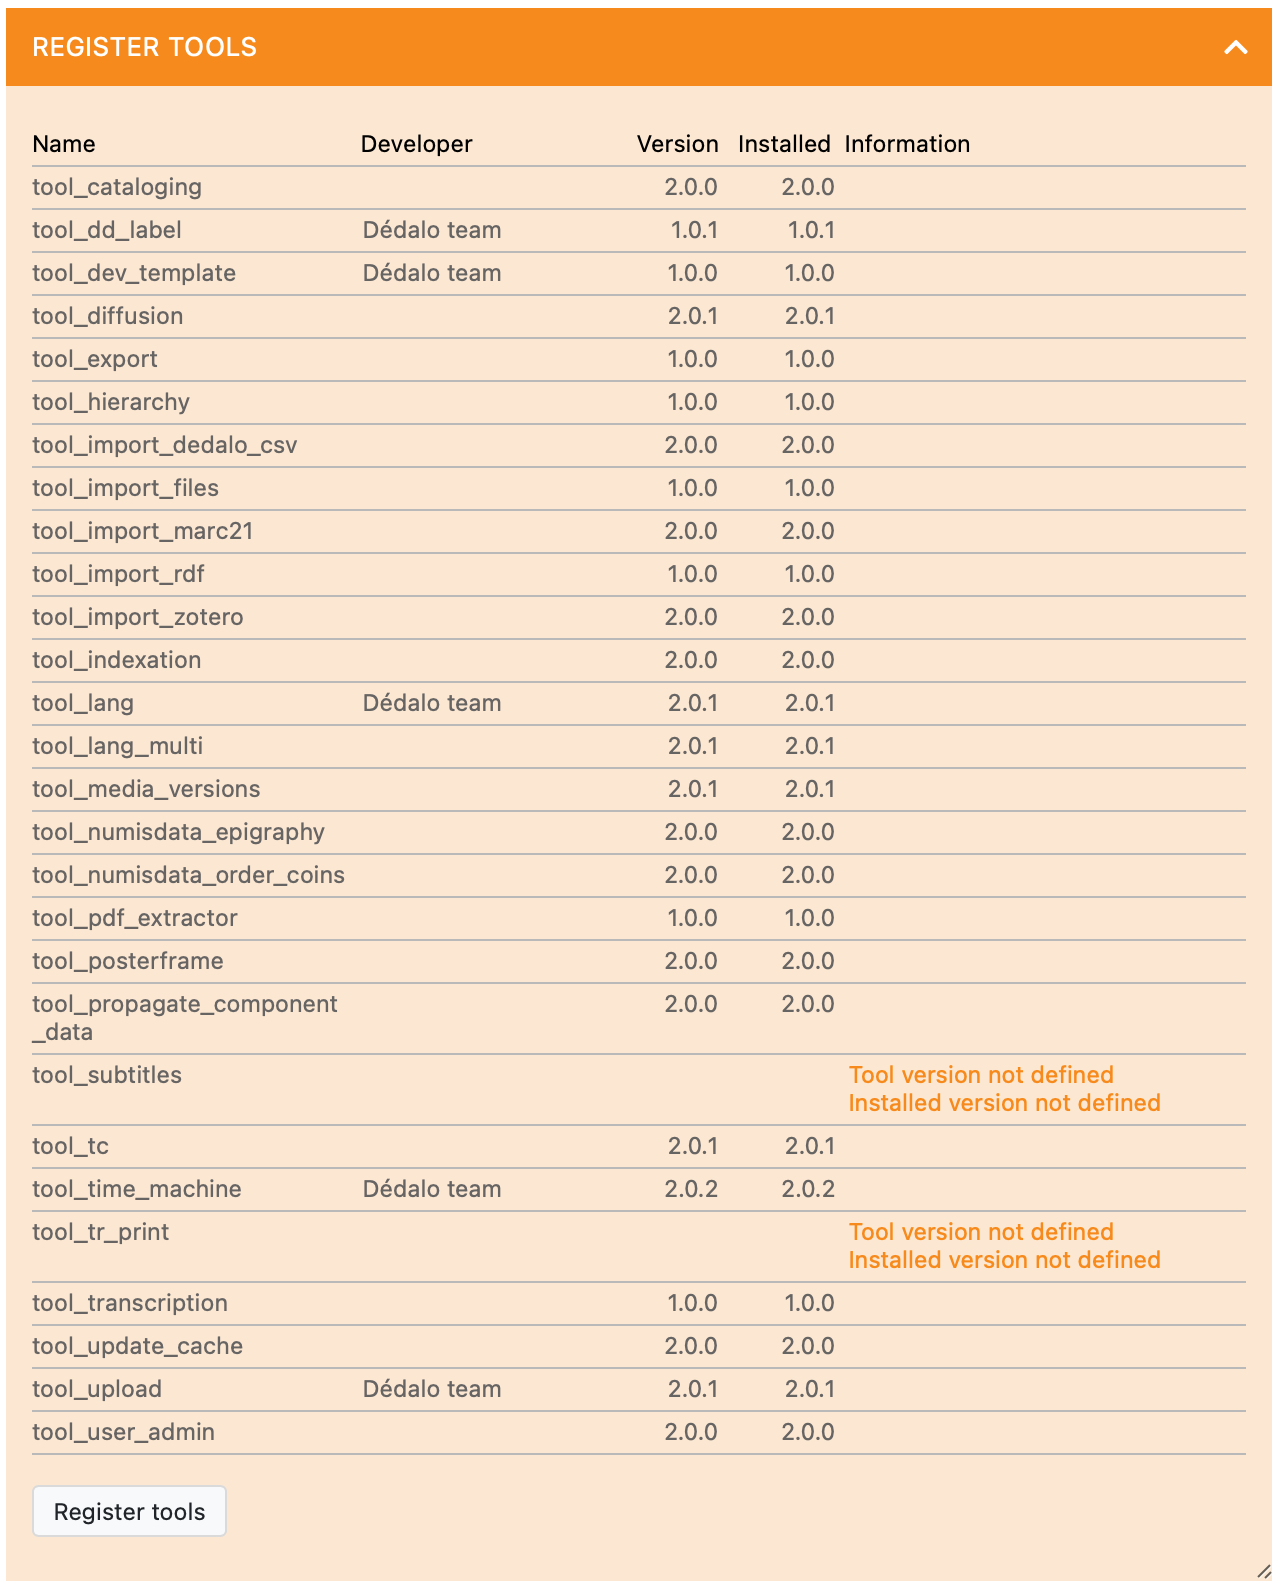 REGISTER TOOLS
Name Developer Version Installed Information
tool_cataloging 2.0.0 2.0.0
tool_dd_label Dédalo team 1.0.1 1.0.1
tool_dev_template Dédalo team 1.0.0 1.0.0
tool_diffusion 2.0.1 2.0.1
tool_export 1.0.0 1.0.0
tool_hierarchy 1.0.0 1.0.0
tool_import_dedalo_csv 2.0.0 2.0.0
tool_import_files 1.0.0 1.0.0
tool_import_marc21 2.0.0 2.0.0
tool_import_rdf 1.0.0 1.0.0
tool_import_zotero 2.0.0 2.0.0
tool_indexation 2.0.0 2.0.0
tool_lang Dédalo team 2.0.1 2.0.1
tool_lang_multi 2.0.1 2.0.1
tool_media_versions 2.0.1 2.0.1
tool_numisdata_epigraphy 2.0.0 2.0.0
tool_numisdata_order_coins 2.0.0 2.0.0
tool_pdf_extractor 1.0.0 1.0.0
tool_posterframe 2.0.0 2.0.0
tool_propagate_component 2.0.0 2.0.0
_data
tool_subtitles Tool version not defined
Installed version not defined
tool_tc 2.0.1 2.0.1
tool_time_machine Dédalo team 2.0.2 2.0.2
tool_tr_print Tool version not defined
Installed version not defined
tool_transcription 1.0.0 1.0.0
tool_update_cache 2.0.0 2.0.0
tool_upload Dédalo team 2.0.1 2.0.1
tool_user_admin 2.0.0 2.0.0
Register tools